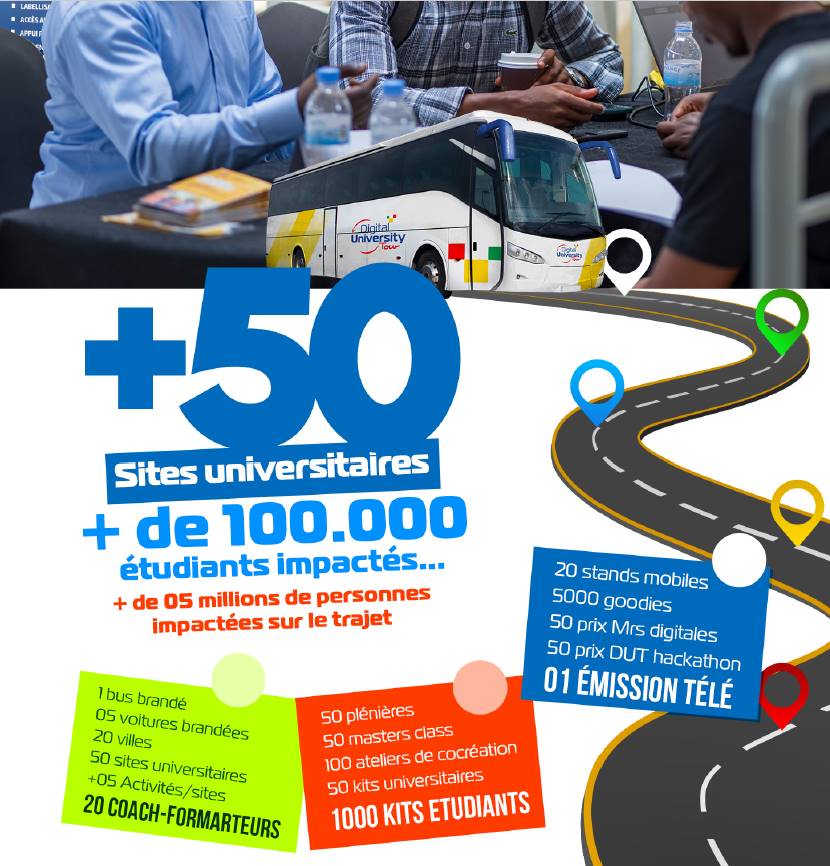 LABELLISA
ACCÈS A
APPUI
Digital
University
Tour
Digital
University
Tour
+50
Sites universitaires
+ de 100.000
étudiants impactés...
+ de 05 millions de personnes
impactées sur le trajet
20 stands mobiles
5000 goodies
50 prix Mrs digitales
50 prix DUT hackathon
01 ÉMISSION TÉLÉ
1 bus brandé
05 voitures brandées
20 villes
50 sites universitaires
+05 Activités/sites
20 COACH-FORMARTEURS
50 plénières
50 masters class
100 ateliers de cocréation
50 kits universitaires
1000 KITS ETUDIANTS